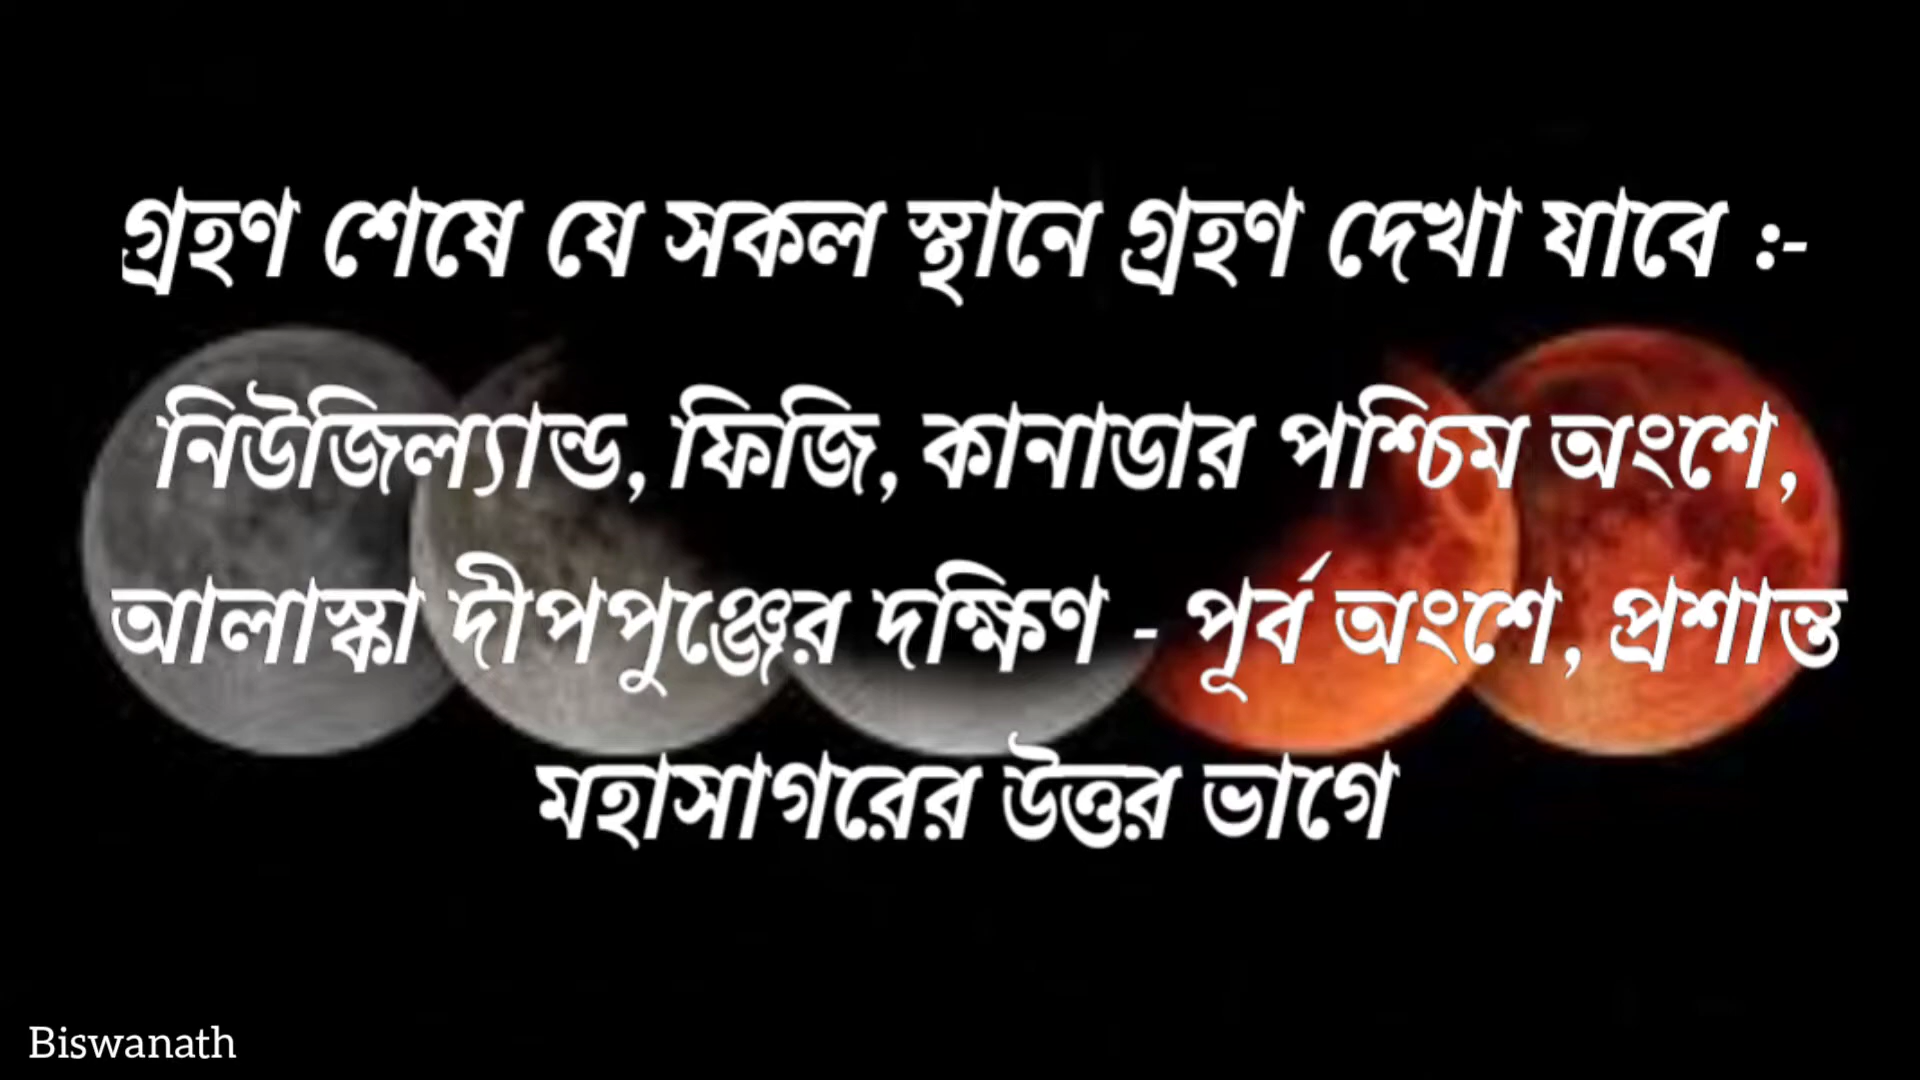 গ্রহণ শেষে যে সকল স্থানে গ্রহণ দেখা যাবে :-
নিউজিল্যান্ড, ফিজি, কানাডার পশ্চিম অংশে,
আলাস্কা দীপপুঞ্জের দক্ষিণ - পূর্ব অংশে, প্রশান্ত
মহাসাগরের উত্তর ভাগে
Biswanath